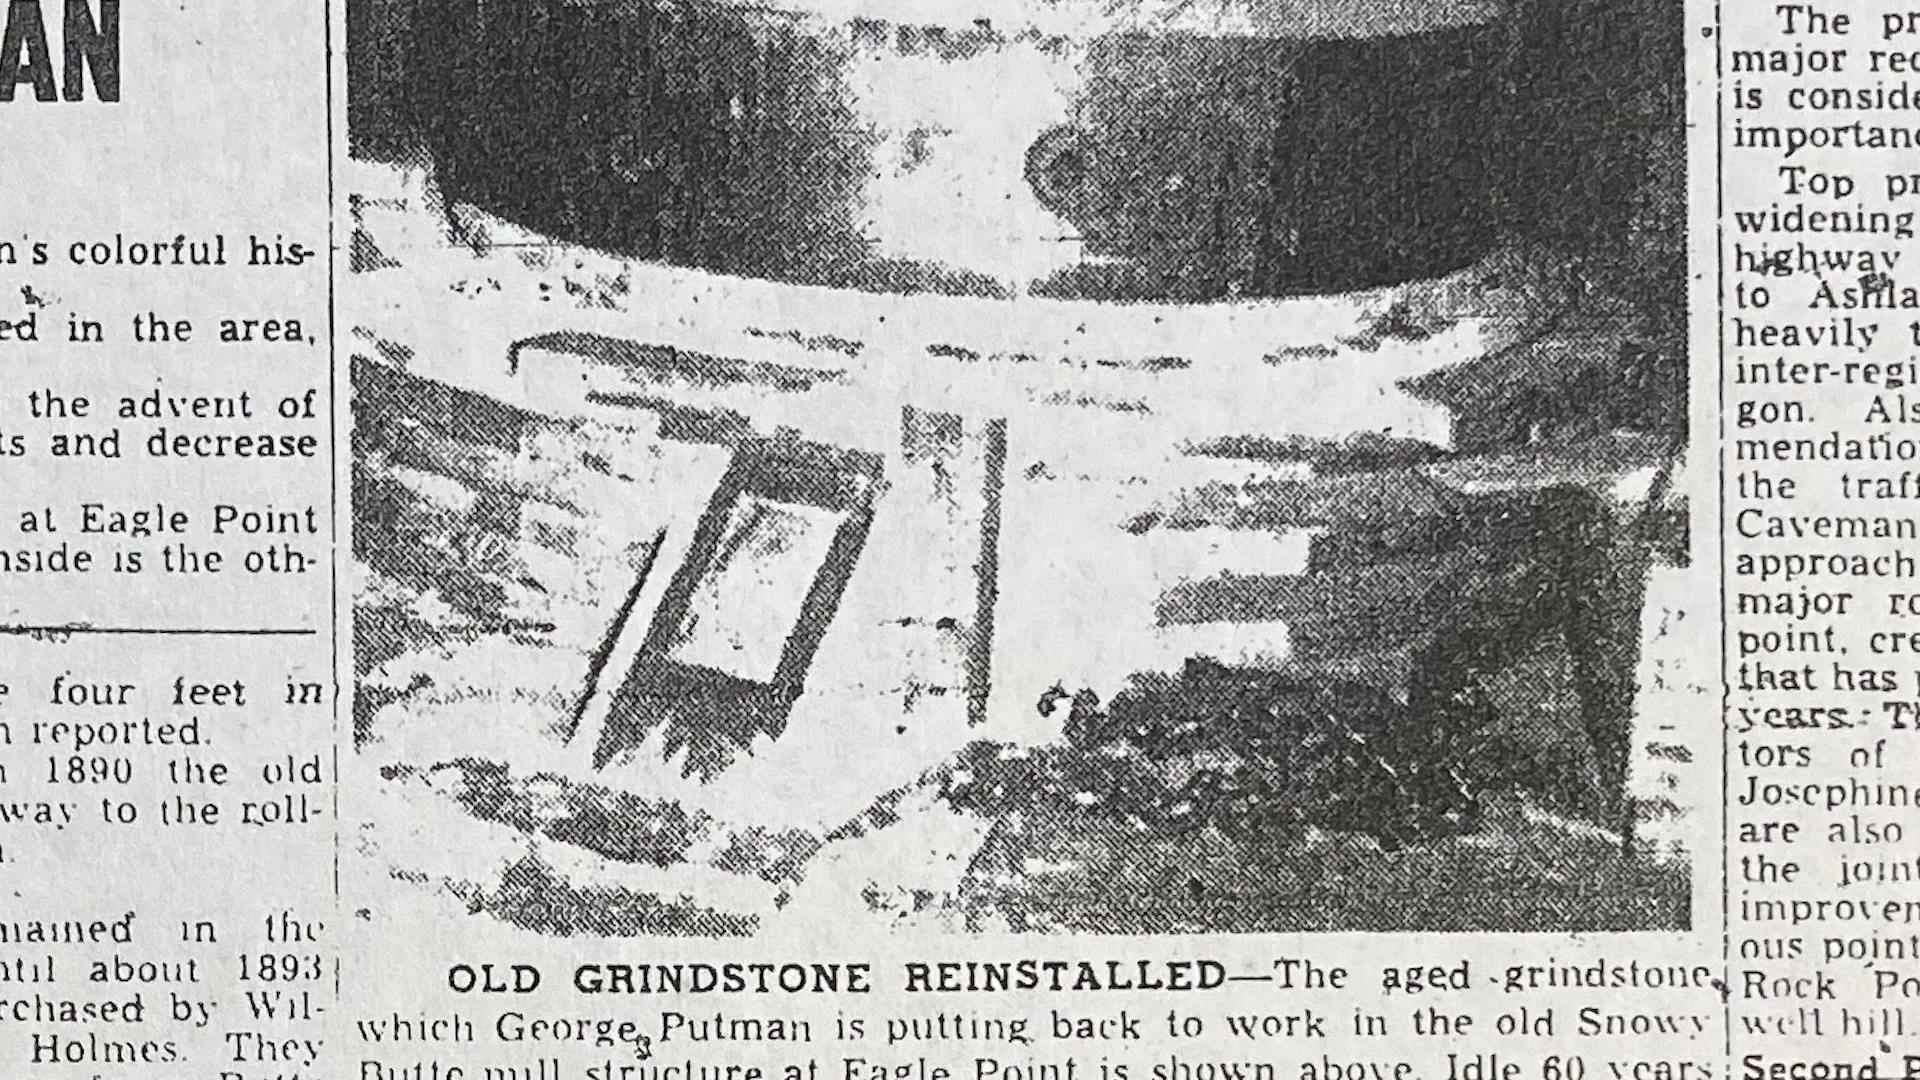 AN
n's colorful his-
ed in the area,
the advent of
ts and decrease
at Eagle Point
nside is the oth-
e four feet in
n reported.
n 1890 the old
way to the roll-
mained in the
ntil about 1893
rchased by Wil-
Holmes. They
OLD GRINDSTONE REINSTALLED—The aged grindstone
which George Putman is putting back to work in the old Snowy
Butte mill structure at Eagle Point is shown above. Idle 60 years
The pr
major rec
is conside
importanc
Top pr
widening
highway
to Ashla
heavily t
inter-regi
gon. Als
mendatio
the traff
Caveman
approach
major ro
point, cre
that has
years. Th
tors of
Josephine
are also
the joint
improven
ous point
Rock Po
well hill.
Second P